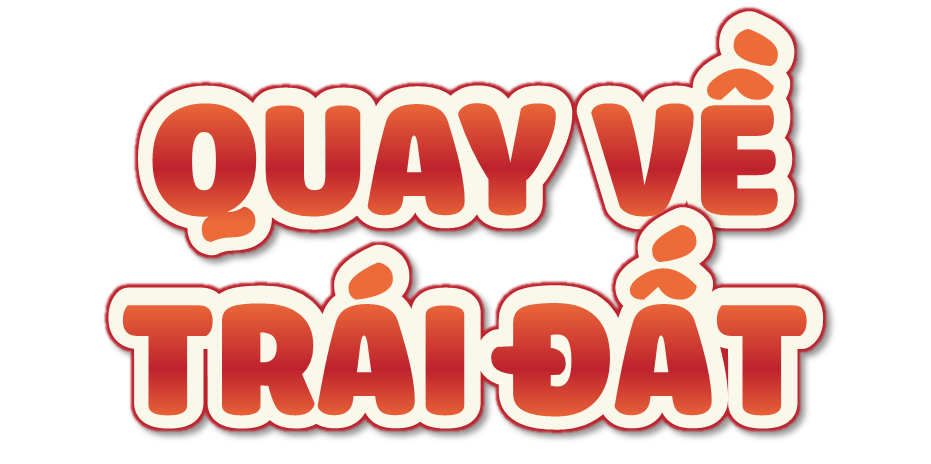 QUAY VỀ
TRÁI ĐẤT